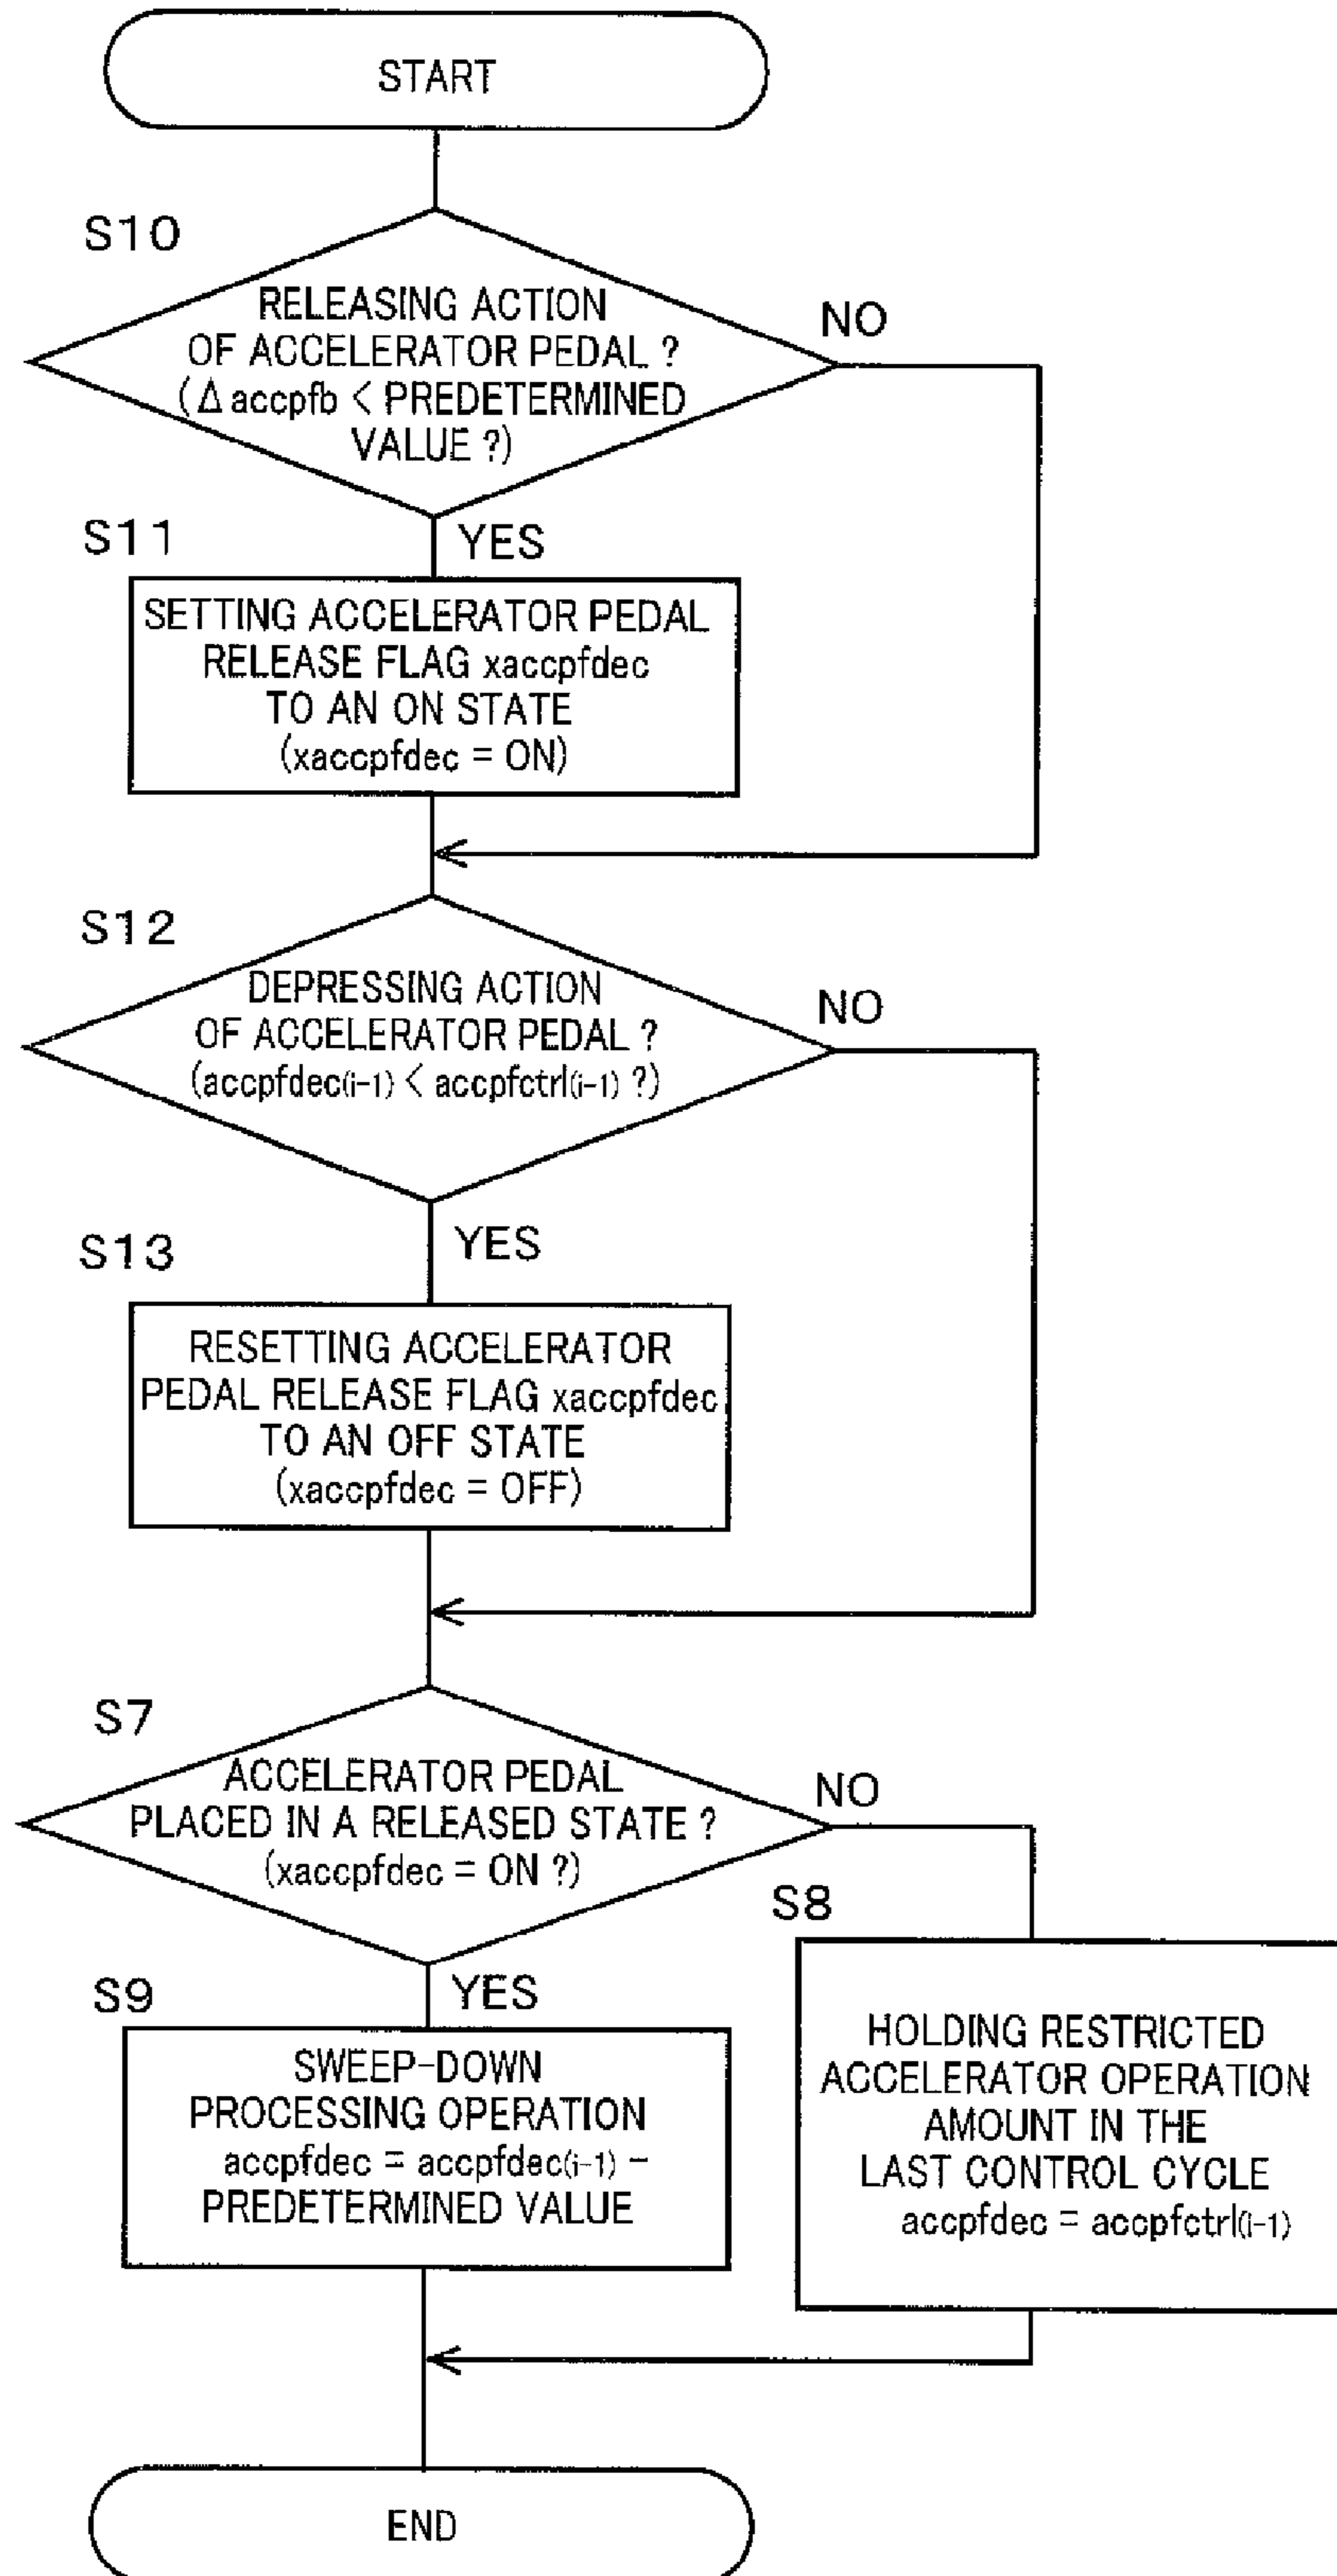 START
S10
RELEASING ACTION
OF ACCELERATOR PEDAL ?
(Δaccpfb < PREDETERMINED
VALUE ?)
NO
YES
S11
SETTING ACCELERATOR PEDAL
RELEASE FLAG xaccpfdec
TO AN ON STATE
(xaccpfdec = ON)
S12
DEPRESSING ACTION
OF ACCELERATOR PEDAL ?
(accpfdec(i-1) < accpfctrl(i-1) ?)
NO
YES
S13
RESETTING ACCELERATOR
PEDAL RELEASE FLAG xaccpfdec
TO AN OFF STATE
(xaccpfdec = OFF)
S7
ACCELERATOR PEDAL
PLACED IN A RELEASED STATE ?
(xaccpfdec = ON ?)
NO
YES
S8
HOLDING RESTRICTED
ACCELERATOR OPERATION
AMOUNT IN THE
LAST CONTROL CYCLE
accpfdec = accpfctrl(i-1)
S9
SWEEP-DOWN
PROCESSING OPERATION
accpfdec = accpfdec(i-1) -
PREDETERMINED VALUE
END